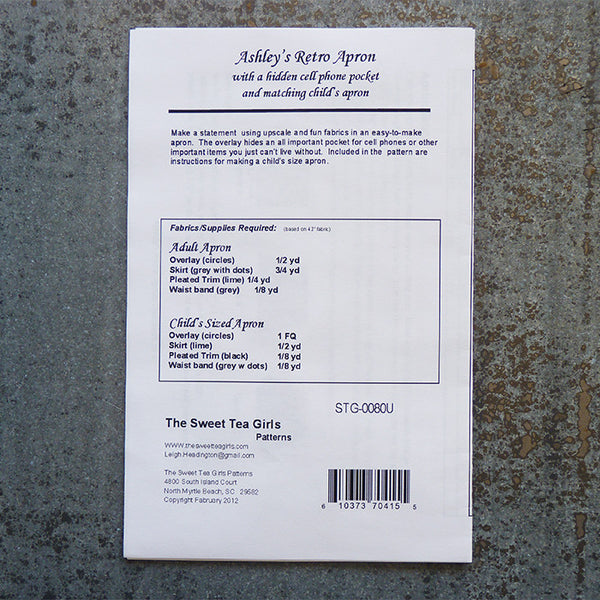 Ashley's Retro Apron
with a hidden cell phone pocket
and matching child's apron
Make a statement using upscale and fun fabrics in an easy-to-make
apron. The overlay hides an all important pocket for cell phones or other
important items you just can't live without. Included in the pattern are
instructions for making a child's size apron.
Fabrics/Supplies Required: (based on 42" fabric)
Adult Apron
Overlay (circles) 1/2 yd
Skirt (grey with dots) 3/4 yd
Pleated Trim (lime) 1/4 yd
Waist band (grey) 1/8 yd
Child's Sized Apron
Overlay (circles) 1 FQ
Skirt (lime) 1/2 yd
Pleated Trim (black) 1/8 yd
Waist band (grey w dots) 1/8 yd
STG-0080U
The Sweet Tea Girls
Patterns
WWW.thesweetteagirls.com
Leigh.Headington@gmail.com
The Sweet Tea Girls Patterns
4800 South Island Court
North Myrtle Beach, SC 29582
Copyright Fabruary 2012
6 10373 70415 5